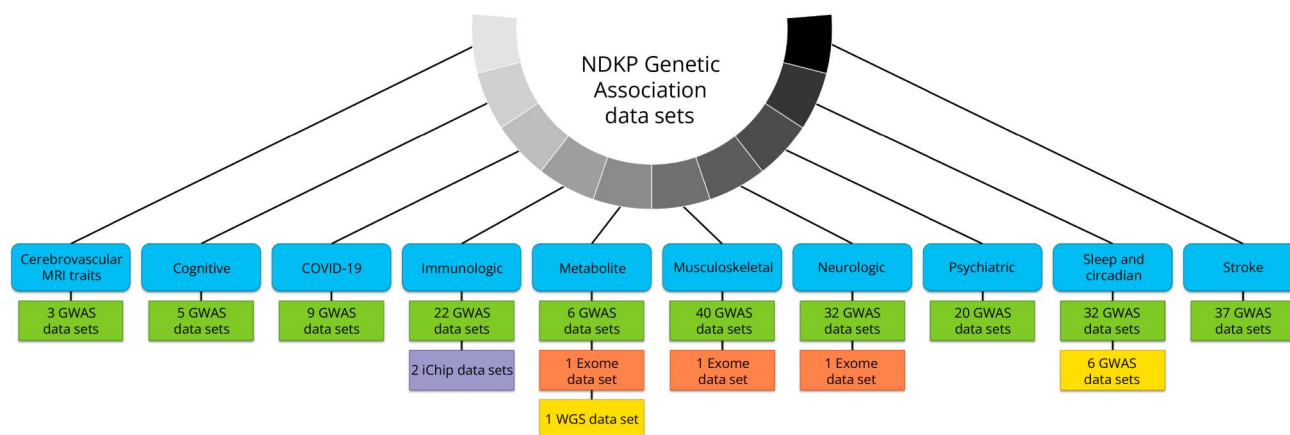 NDKP Genetic
Association
data sets
Cerebrovascular
MRI traits
Cognitive
COVID-19
Immunologic
Metabolite
Musculoskeletal
Neurologic
Psychiatric
Sleep and
circadian
Stroke
3 GWAS
data sets
5 GWAS
data sets
9 GWAS
data sets
22 GWAS
data sets
6 GWAS
data sets
40 GWAS
data sets
32 GWAS
data sets
20 GWAS
data sets
32 GWAS
data sets
37 GWAS
data sets
2 iChip data sets
1 Exome
data set
1 Exome
data set
1 Exome
data set
6 GWAS
data sets
1 WGS data set